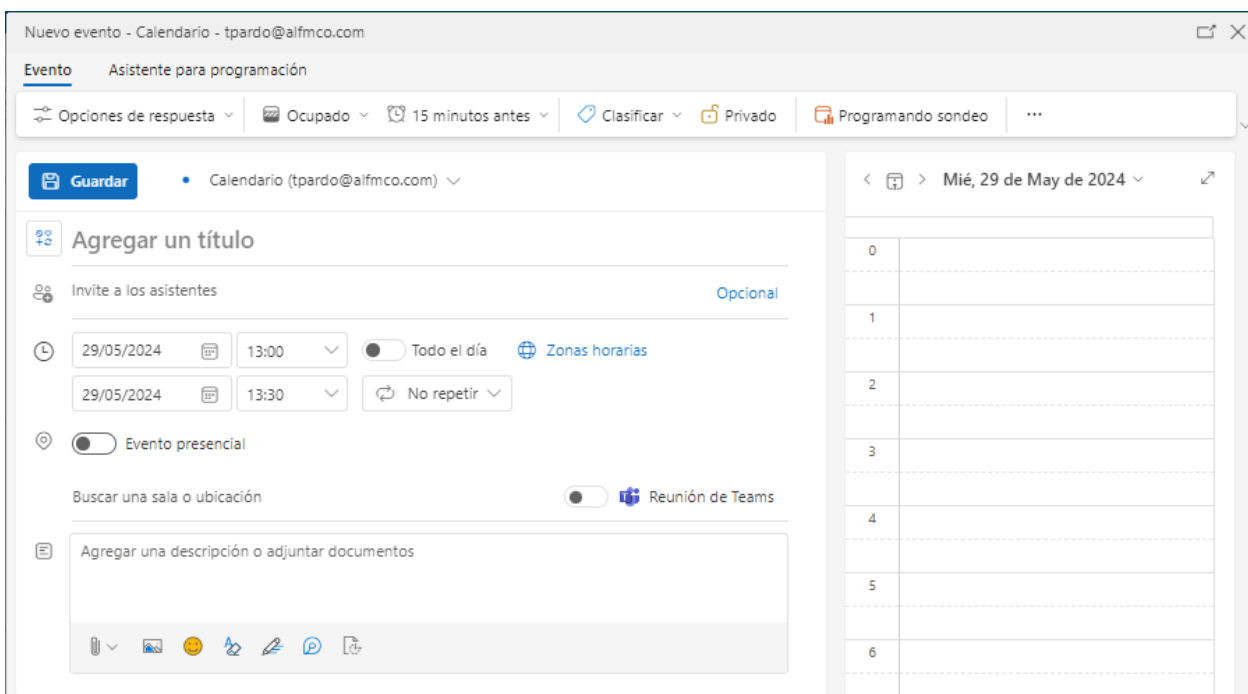 Nuevo evento - Calendario - tpardo@alfmco.com
Evento Asistente para programación
Opciones de respuesta Ocupado 15 minutos antes Clasificar Privado Programando sondeo ...
Guardar • Calendario (tpardo@alfmco.com)
Agregar un título
Invite a los asistentes Opcional
29/05/2024 13:00 Todo el día Zonas horarias
29/05/2024 13:30 No repetir
Evento presencial
Buscar una sala o ubicación Reunión de Teams
Agregar una descripción o adjuntar documentos
Mié, 29 de May de 2024
0
1
2
3
4
5
6